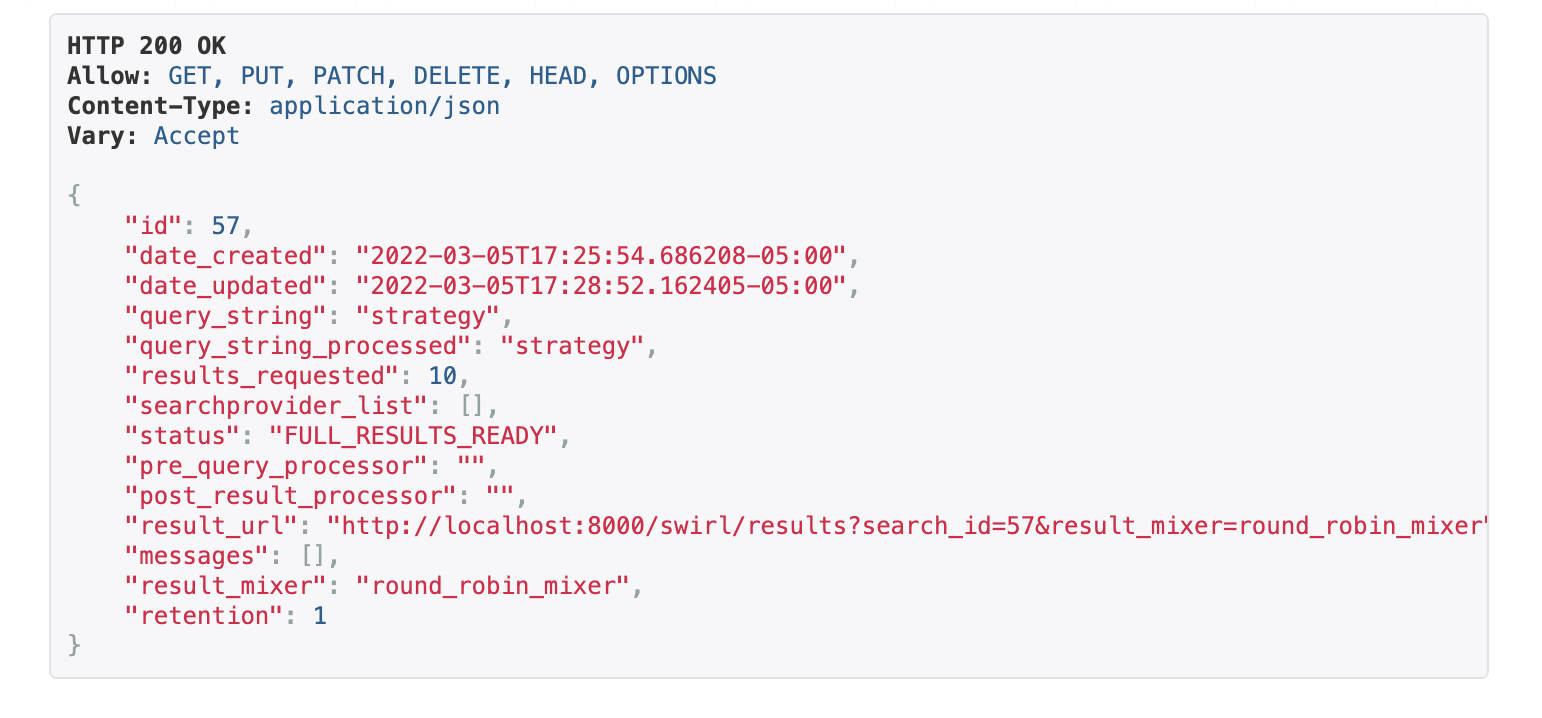 HTTP 200 OK
Allow: GET, PUT, PATCH, DELETE, HEAD, OPTIONS
Content-Type: application/json
Vary: Accept

{
    "id": 57,
    "date_created": "2022-03-05T17:25:54.686208-05:00",
    "date_updated": "2022-03-05T17:28:52.162405-05:00",
    "query_string": "strategy",
    "query_string_processed": "strategy",
    "results_requested": 10,
    "searchprovider_list": [],
    "status": "FULL_RESULTS_READY",
    "pre_query_processor": "",
    "post_result_processor": "",
    "result_url": "http://localhost:8000/swirl/results?search_id=57&result_mixer=round_robin_mixer"
    "messages": [],
    "result_mixer": "round_robin_mixer",
    "retention": 1
}